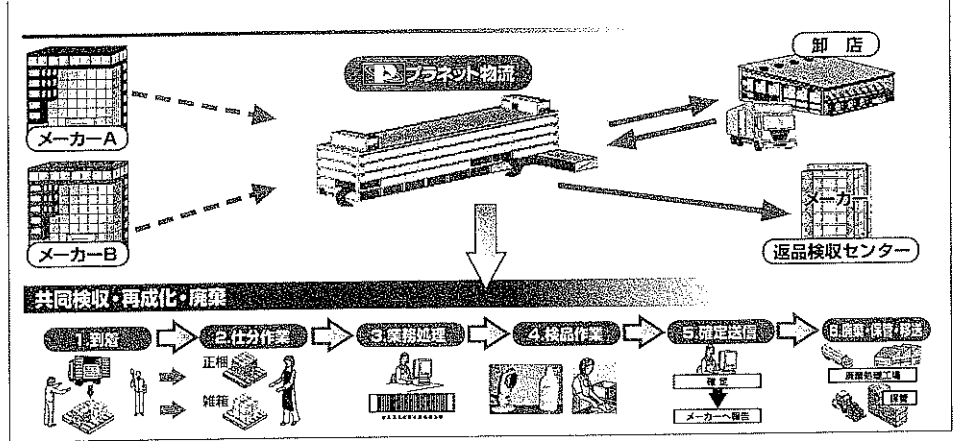 卸 店
プラネット物流
メーカーA
メーカー
メーカーB
返品検収センター
共同検収・再成化・廃棄
1.到着
2.仕分作業
3.業務処理
4.検品作業
5.確定送信
6.廃棄・保管・移送
正梱
雑箱
確 定
メーカーへ報告
廃棄処理工場
保管